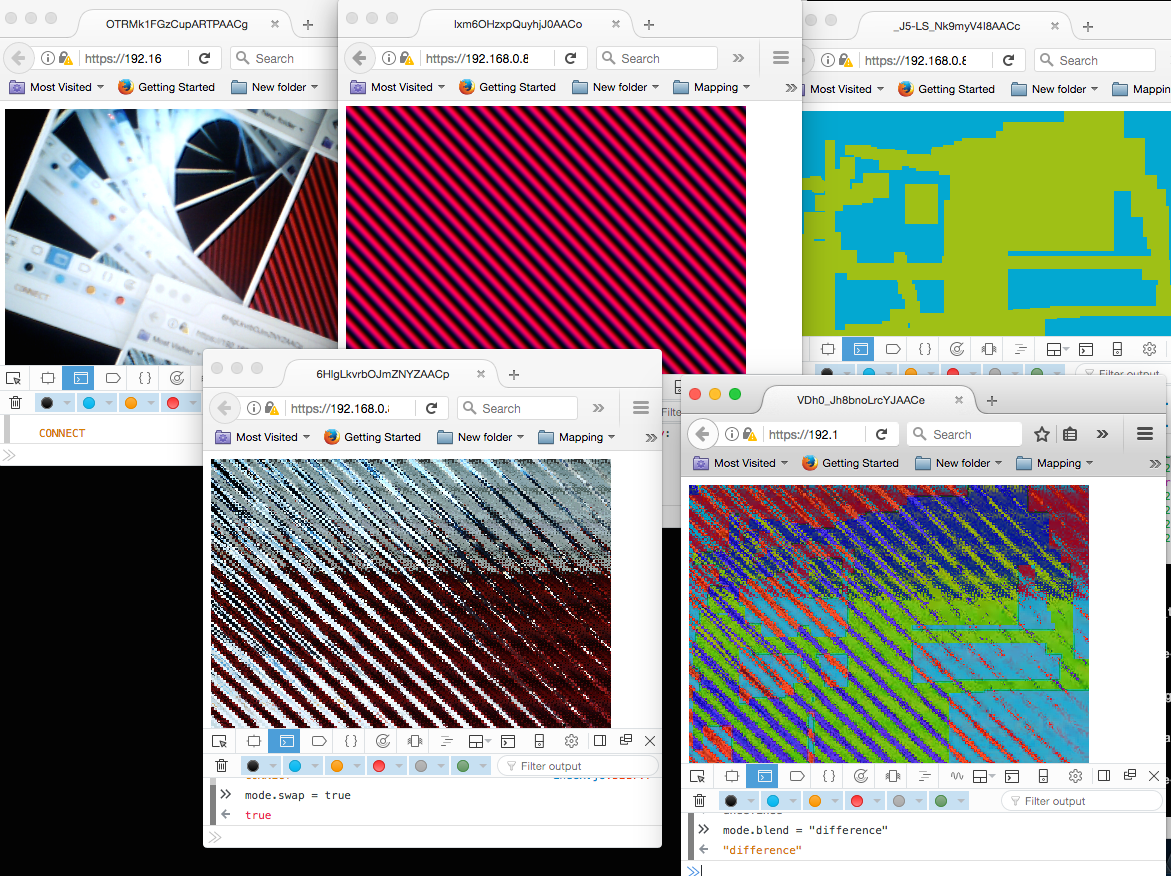 OTRMk1FGzCupARTPAACg
https://192.16
Search
Most Visited
Getting Started
New folder
CONNECT
lxm6OHzxpQuyhjJ0AACo
https://192.168.0.8
Search
Most Visited
Getting Started
New folder
Mapping
_J5-LS_Nk9myV4I8AACc
https://192.168.0.8
Search
Most Visited
Getting Started
New folder
Mappin
Filter output
6HIgLkvrbOJmZNYZAACp
https://192.168.0.
Search
Most Visited
Getting Started
New folder
Mapping
Filter output
mode.swap = true
true
VDh0_Jh8bnoLrcYJAACe
https://192.1
Search
Most Visited
Getting Started
New folder
Mapping
Filter output
mode.blend = "difference"
"difference"